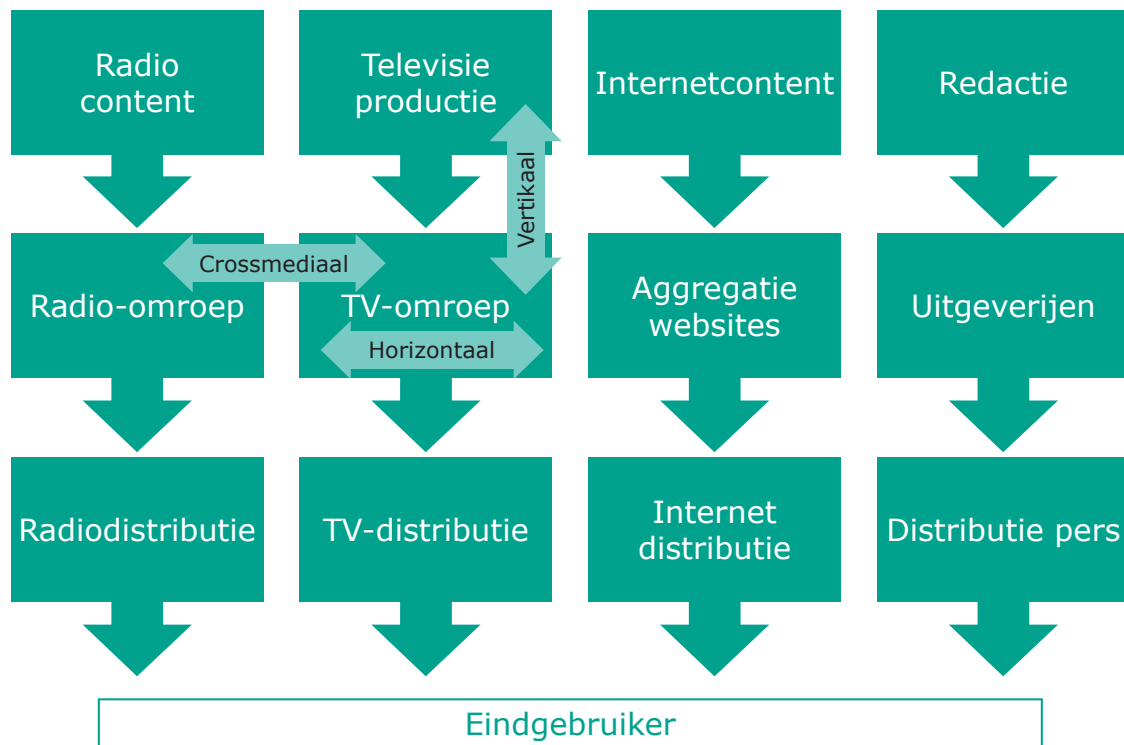 Radio
content
Televisie
productie
Internetcontent
Redactie
Vertikaal
Crossmediaal
Radio-omroep
TV-omroep
Horizontaal
Aggregatie
websites
Uitgeverijen
Radiodistributie
TV-distributie
Internet
distributie
Distributie pers
Eindgebruiker